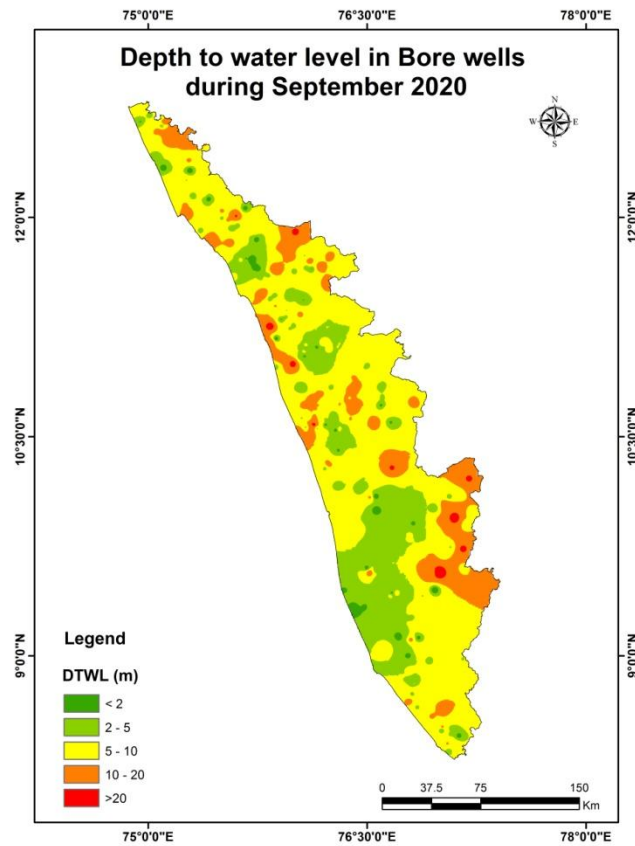 75°0'0"E 76°30'0"E 78°0'0"E
Depth to water level in Bore wells
during September 2020
N
W E
S
12°0'0"N 12°0'0"N
10°30'0"N 10°30'0"N
9°0'0"N 9°0'0"N
Legend
DTWL (m)
< 2
2 - 5
5 - 10
10 - 20
>20
0 37.5 75 150
Km
75°0'0"E 76°30'0"E 78°0'0"E